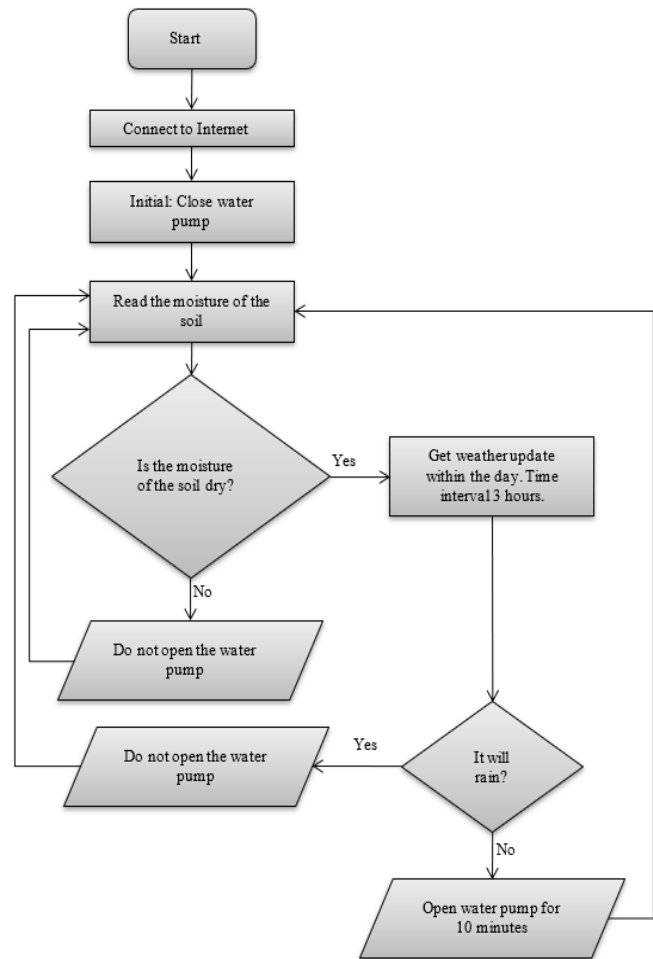 Start
Connect to Internet
Initial: Close water
pump
Read the moisture of the
soil
Is the moisture
of the soil dry?
Yes
Get weather update
within the day. Time
interval 3 hours.
No
Do not open the water
pump
Do not open the water
pump
Yes
It will
rain?
No
Open water pump for
10 minutes